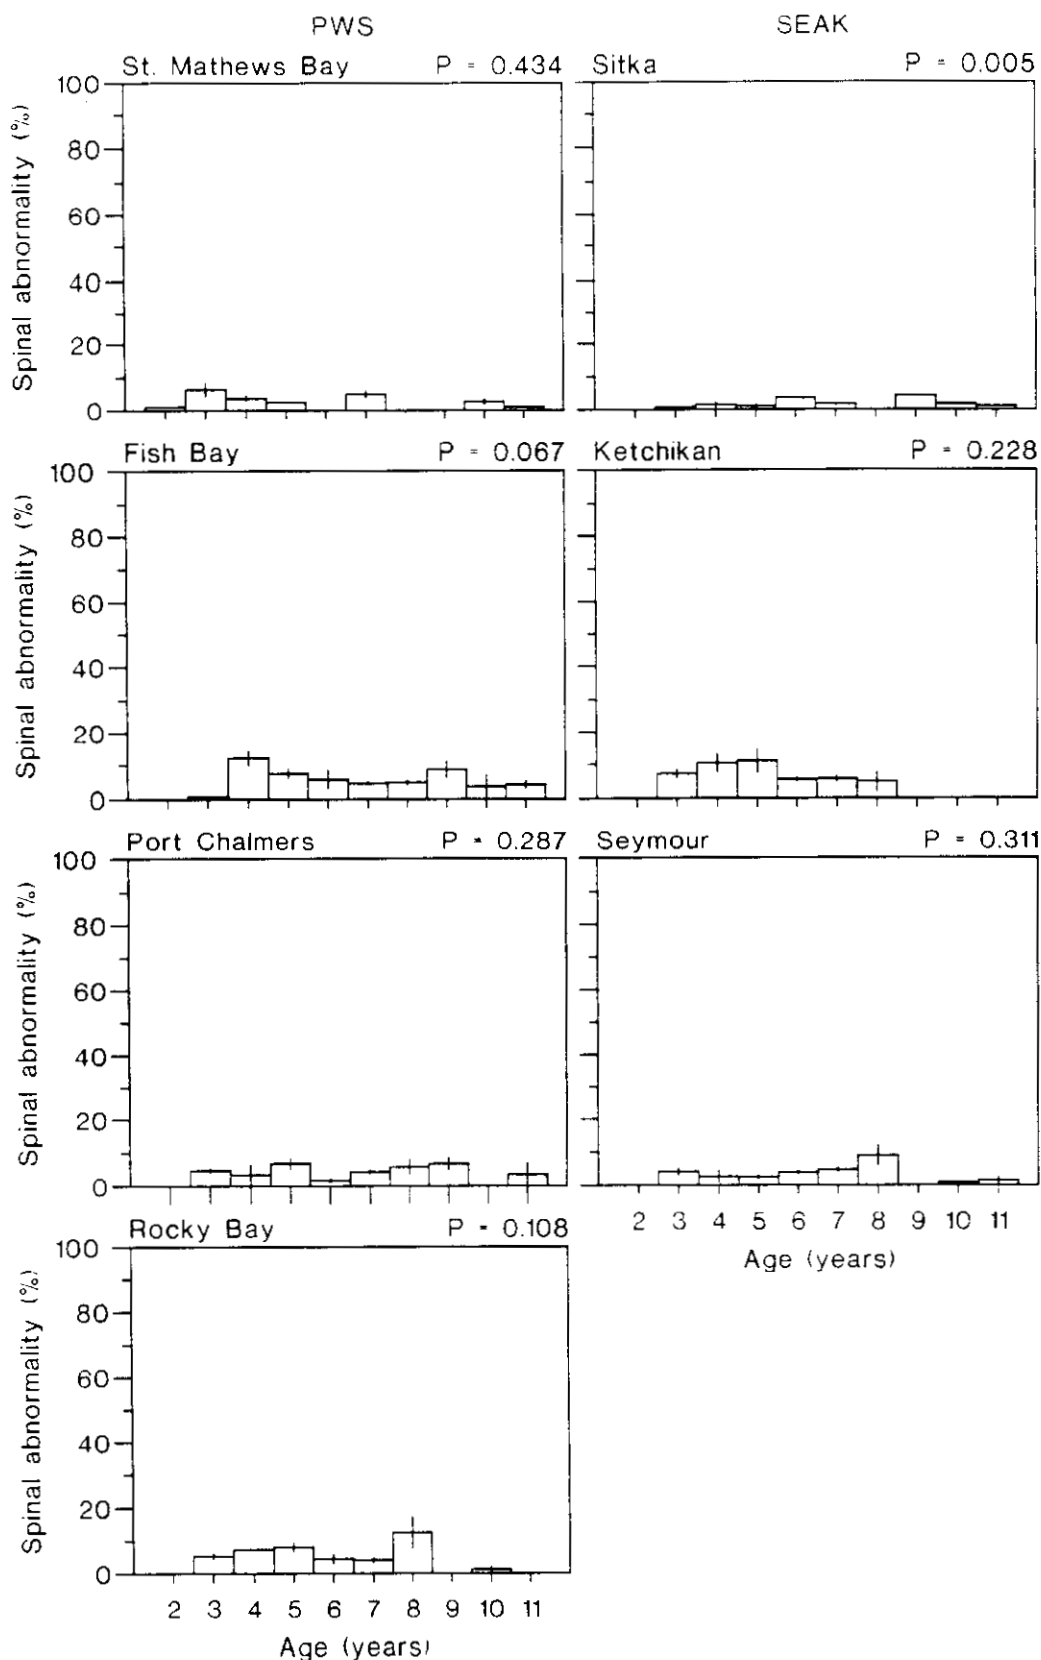 PWS SEAK
St. Mathews Bay P = 0.434 Sitka P = 0.005
100
80
60
40
20
0
Spinal abnormality (%)
Fish Bay P = 0.067 Ketchikan P = 0.228
100
80
60
40
20
0
Spinal abnormality (%)
Port Chalmers P = 0.287 Seymour P = 0.311
100
80
60
40
20
0
Spinal abnormality (%)
2 3 4 5 6 7 8 9 10 11
Age (years)
Rocky Bay P = 0.108
100
80
60
40
20
0
Spinal abnormality (%)
2 3 4 5 6 7 8 9 10 11
Age (years)